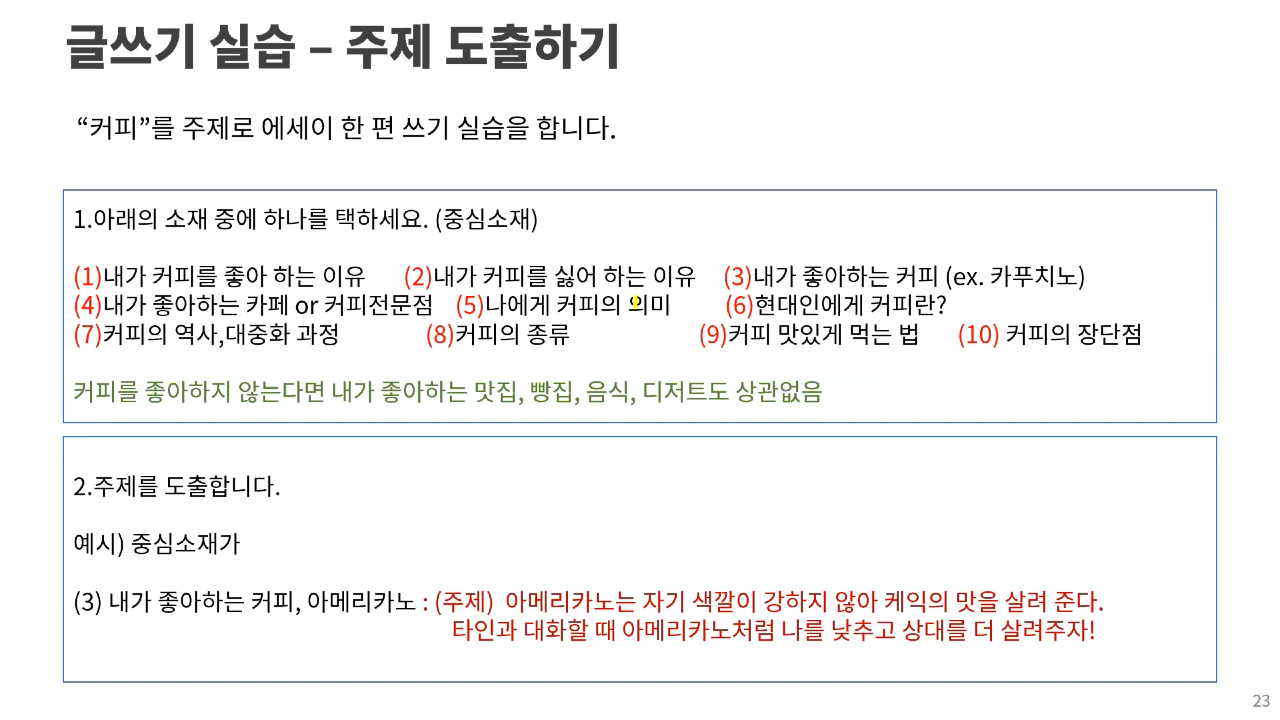 글쓰기 실습 – 주제 도출하기
“커피”를 주제로 에세이 한 편 쓰기 실습을 합니다.
1.아래의 소재 중에 하나를 택하세요. (중심소재)
(1)내가 커피를 좋아 하는 이유 (2)내가 커피를 싫어 하는 이유 (3)내가 좋아하는 커피 (ex. 카푸치노)
(4)내가 좋아하는 카페 or 커피전문점 (5)나에게 커피의 의미 (6)현대인에게 커피란?
(7)커피의 역사,대중화 과정 (8)커피의 종류 (9)커피 맛있게 먹는 법 (10) 커피의 장단점
커피를 좋아하지 않는다면 내가 좋아하는 맛집, 빵집, 음식, 디저트도 상관없음
2.주제를 도출합니다.
예시) 중심소재가
(3) 내가 좋아하는 커피, 아메리카노 : (주제) 아메리카노는 자기 색깔이 강하지 않아 케익의 맛을 살려 준다.
타인과 대화할 때 아메리카노처럼 나를 낮추고 상대를 더 살려주자!
23